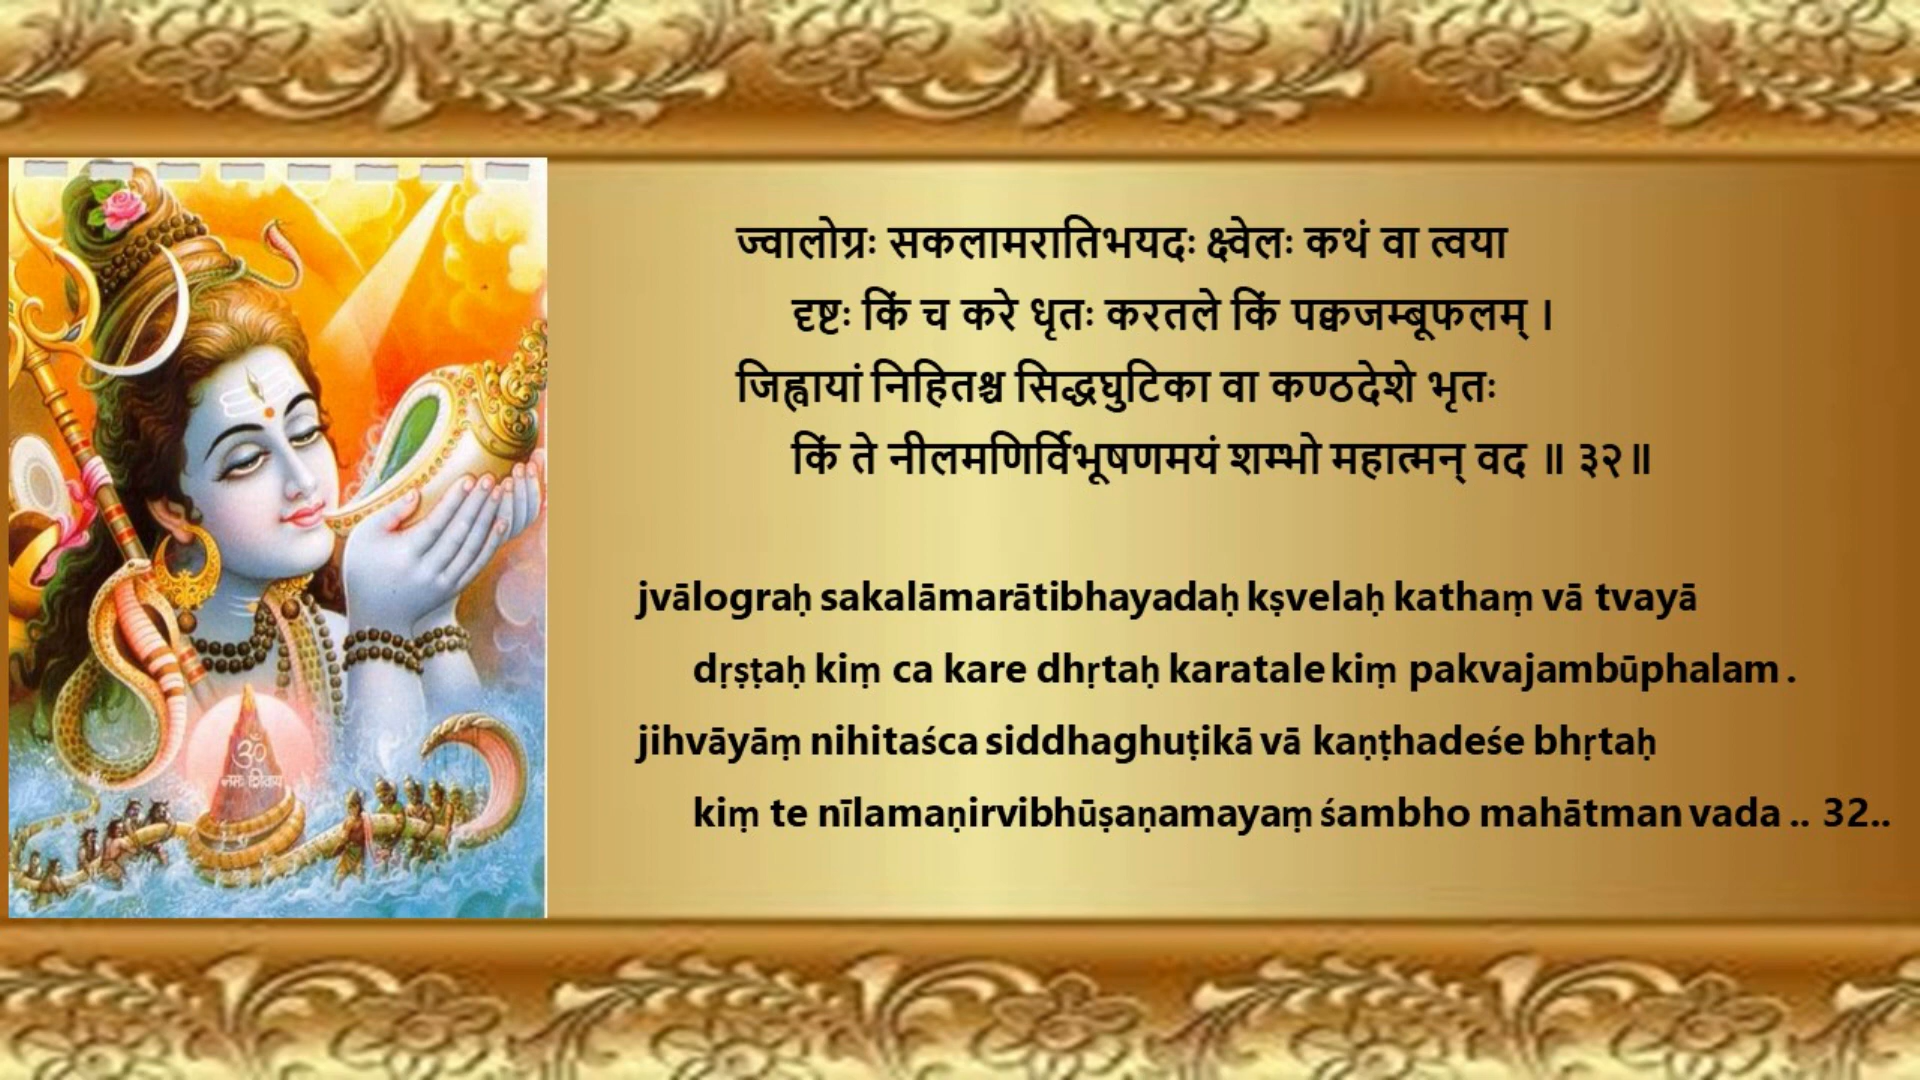 ॐ
नमः शिवाय
ज्वालोग्रः सकलामरातिभयदः क्ष्वेलः कथं वा त्वया
दृष्टः किं च करे धृतः करतले किं पक्वजम्बूफलम् ।
जिह्वायां निहितश्च सिद्धघुटिका वा कण्ठदेशे भृतः
किं ते नीलमणिर्विभूषणमयं शम्भो महात्मन् वद ॥ ३२॥
jvālograḥ sakalāmarātibhayadaḥ kṣvelaḥ kathaṃ vā tvayā
dṛṣṭaḥ kiṃ ca kare dhṛtaḥ karatale kiṃ pakvajambūphalam .
jihvāyāṃ nihitaśca siddhaghuṭikā vā kaṇṭhadeśe bhṛtaḥ
kiṃ te nīlamaṇirvibhūṣaṇamayaṃ śambho mahātman vada .. 32..